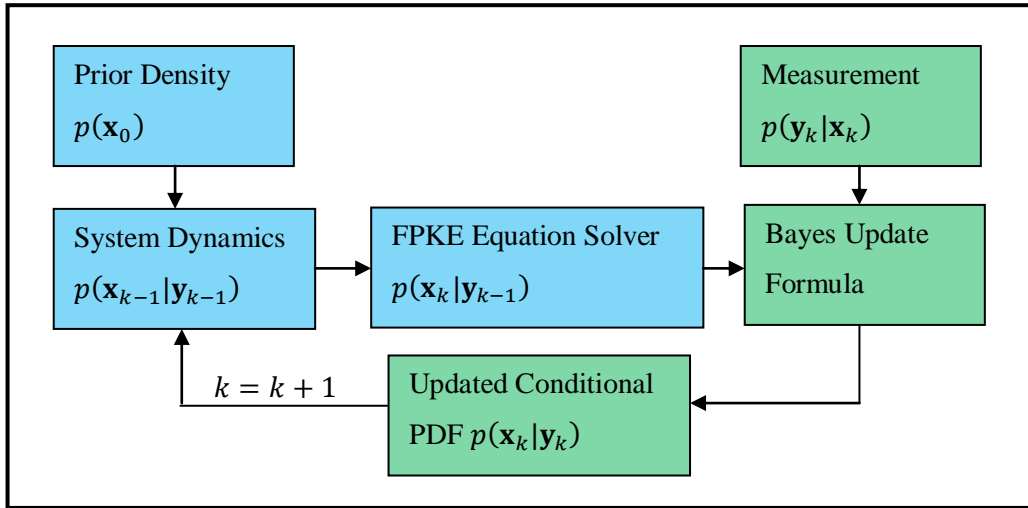 Prior Density
p(𝐱₀)
Measurement
p(𝐲ₖ|𝐱ₖ)
System Dynamics
p(𝐱ₖ₋₁|𝐲ₖ₋₁)
FPKE Equation Solver
p(𝐱ₖ|𝐲ₖ₋₁)
Bayes Update
Formula
k = k + 1
Updated Conditional
PDF p(𝐱ₖ|𝐲ₖ)